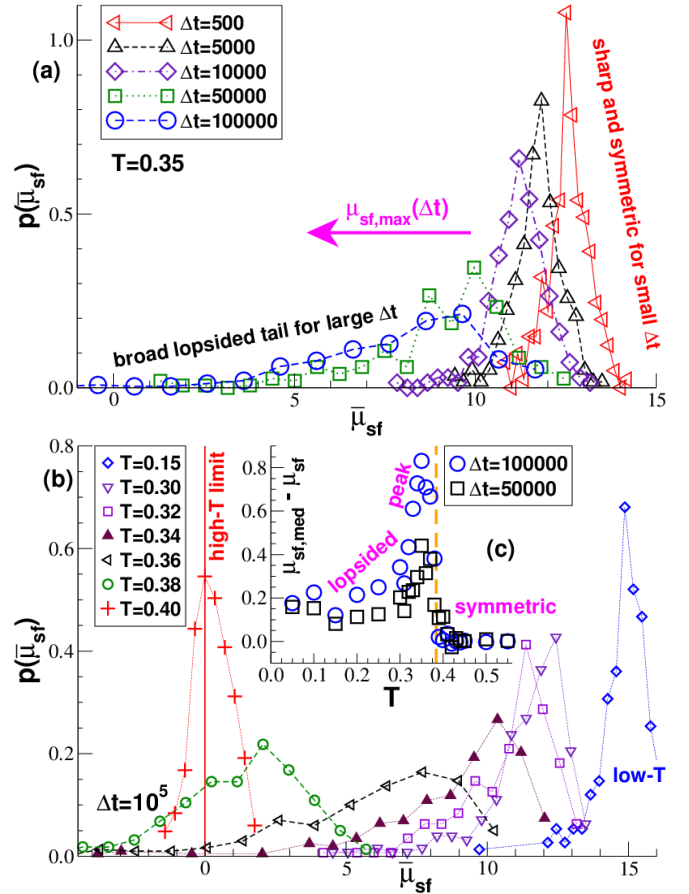 (a)
Δt=500
Δt=5000
Δt=10000
Δt=50000
Δt=100000
T=0.35
μsf,max(Δt)
sharp and symmetric for small Δt
broad lopsided tail for large Δt
p(μ̅sf)
1.0
0.5
0.0
0 5 10 15
μ̅sf
(b)
T=0.15
T=0.30
T=0.32
T=0.34
T=0.36
T=0.38
T=0.40
high-T limit
Δt=10^5
low-T
p(μ̅sf)
0.8
0.6
0.4
0.2
0.0
0 5 10 15
μ̅sf
(c)
Δt=100000
Δt=50000
μsf,med - μsf
0.8
0.6
0.4
0.2
0.0
lopsided
peak
symmetric
0.0 0.1 0.2 0.3 0.4 0.5
T